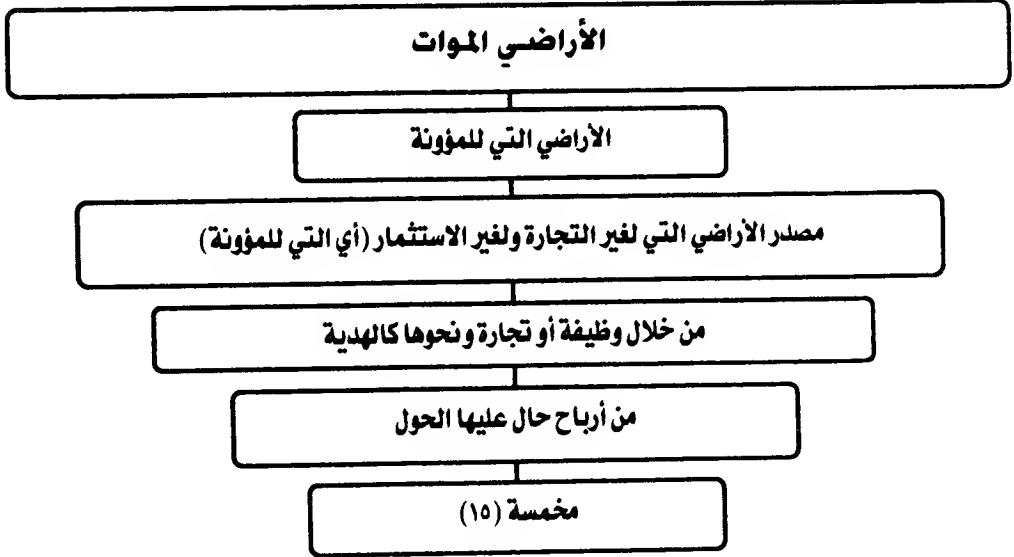 الأراضي الموات
الأراضي التي للمؤونة
مصدر الأراضي التي لغير التجارة ولغير الاستثمار (أي التي للمؤونة)
من خلال وظيفة أو تجارة ونحوها كالهدية
من أرباح حال عليها الحول
مخمسة (١٥)